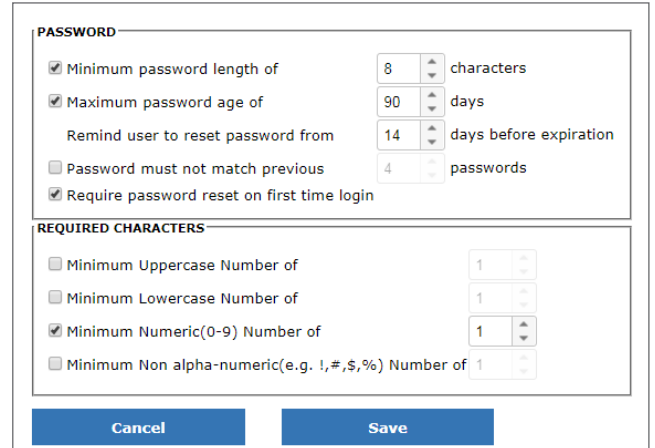 PASSWORD
Minimum password length of 8 characters
Maximum password age of 90 days
Remind user to reset password from 14 days before expiration
Password must not match previous 4 passwords
Require password reset on first time login
REQUIRED CHARACTERS
Minimum Uppercase Number of 1
Minimum Lowercase Number of 1
Minimum Numeric(0-9) Number of 1
Minimum Non alpha-numeric(e.g. !,#,$,%) Number of 1
Cancel Save